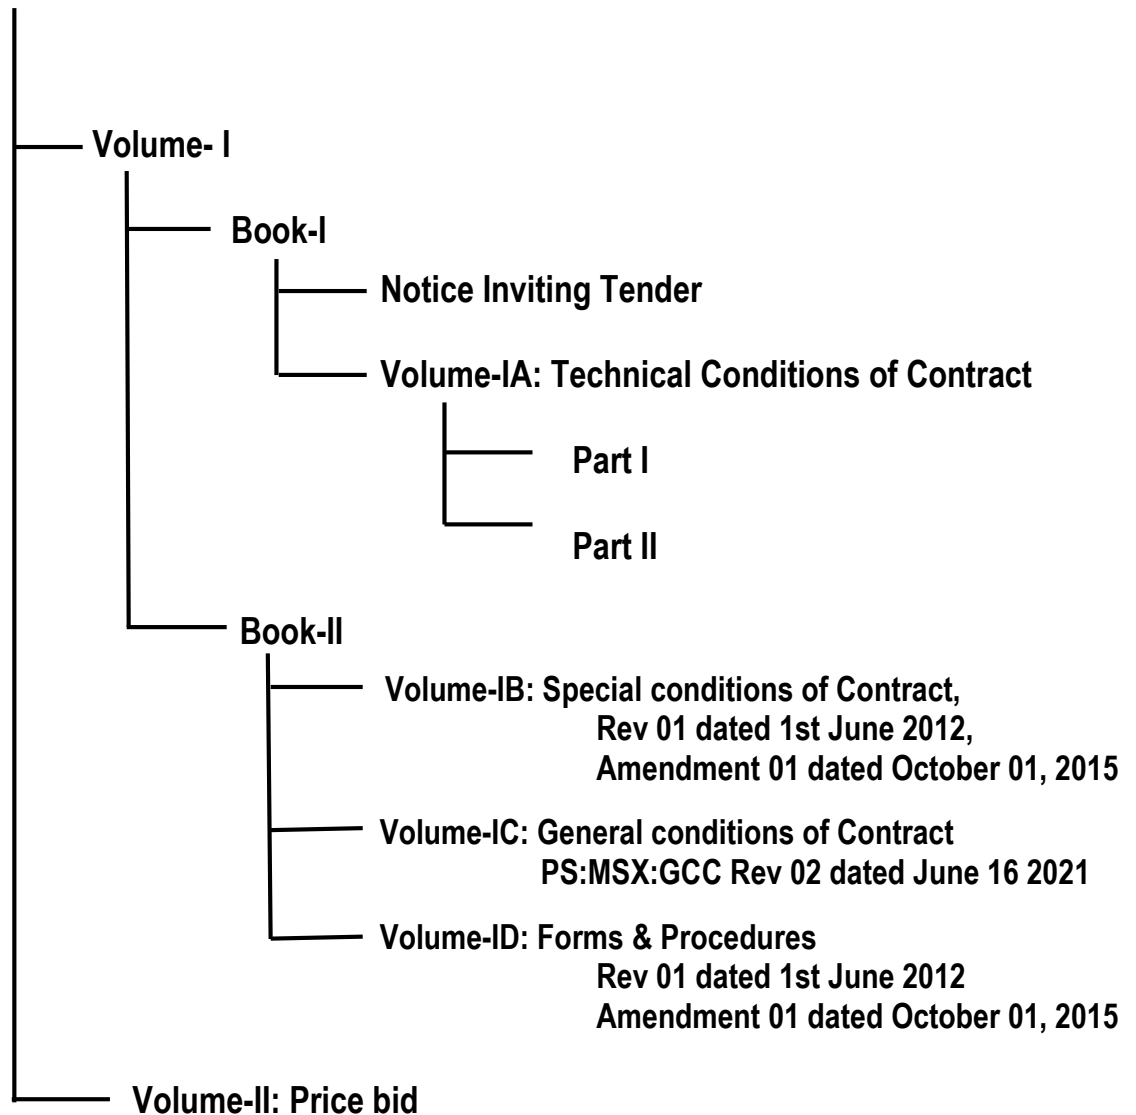 Volume- I
Book-I
Notice Inviting Tender
Volume-IA: Technical Conditions of Contract
Part I
Part II
Book-II
Volume-IB: Special conditions of Contract,
Rev 01 dated 1st June 2012,
Amendment 01 dated October 01, 2015
Volume-IC: General conditions of Contract
PS:MSX:GCC Rev 02 dated June 16 2021
Volume-ID: Forms & Procedures
Rev 01 dated 1st June 2012
Amendment 01 dated October 01, 2015
Volume-II: Price bid